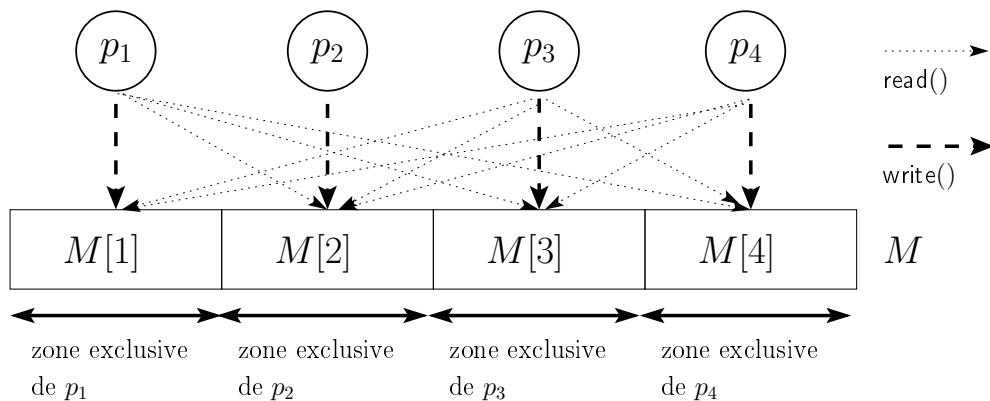 p1 p2 p3 p4
read()
write()
M[1] M[2] M[3] M[4] M
zone exclusive zone exclusive zone exclusive zone exclusive
de p1 de p2 de p3 de p4